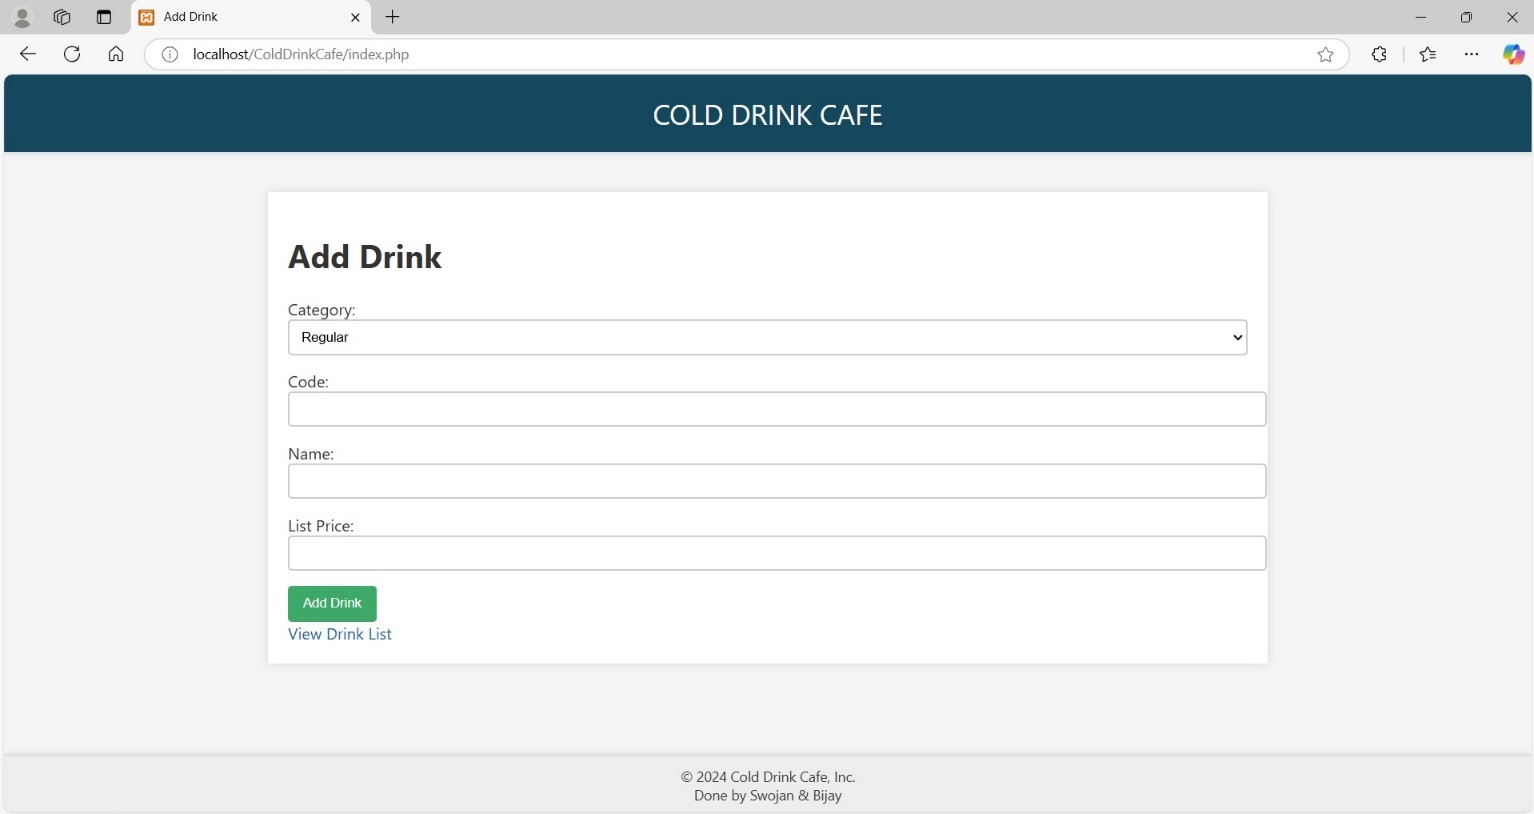 Add Drink
localhost/ColdDrinkCafe/index.php
COLD DRINK CAFE
Add Drink
Category:
Regular
Code:
Name:
List Price:
Add Drink
View Drink List
© 2024 Cold Drink Cafe, Inc.
Done by Swojan & Bijay